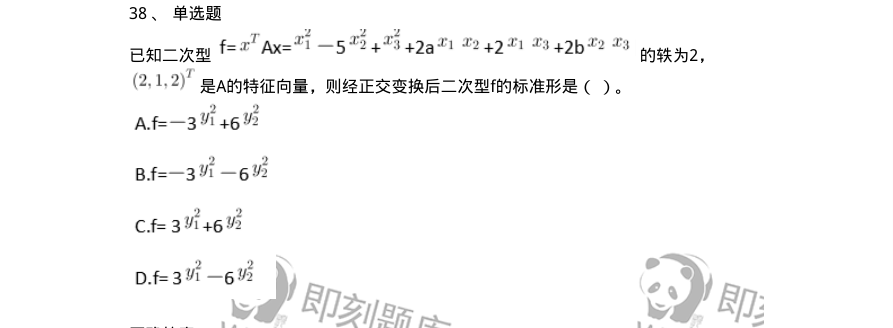 38 、 单选题
已知二次型 f=x^T Ax=x_1^2 －5 x_2^2 + x_3^2 +2a x_1 x_2 +2 x_1 x_3 +2b x_2 x_3 的轶为2，
(2,1,2)^T 是A的特征向量，则经正交变换后二次型f的标准形是（ ）。
A.f=－3 y_1^2 +6 y_2^2
B.f=－3 y_1^2 －6 y_2^2
C.f= 3 y_1^2 +6 y_2^2
D.f= 3 y_1^2 －6 y_2^2
即刻题库
即刻